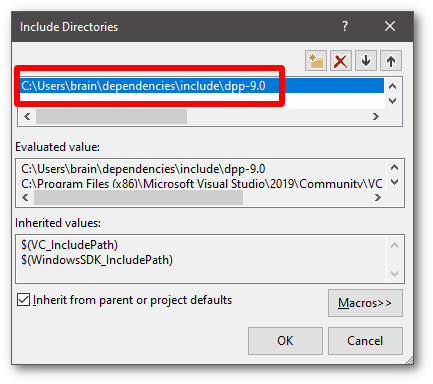 Include Directories
? ×
C:\Users\brain\dependencies\include\dpp-9.0
Evaluated value:
C:\Users\brain\dependencies\include\dpp-9.0
C:\Program Files (x86)\Microsoft Visual Studio\2019\Community\VC
Inherited values:
$(VC_IncludePath)
$(WindowsSDK_IncludePath)
Inherit from parent or project defaults
Macros>>
OK
Cancel